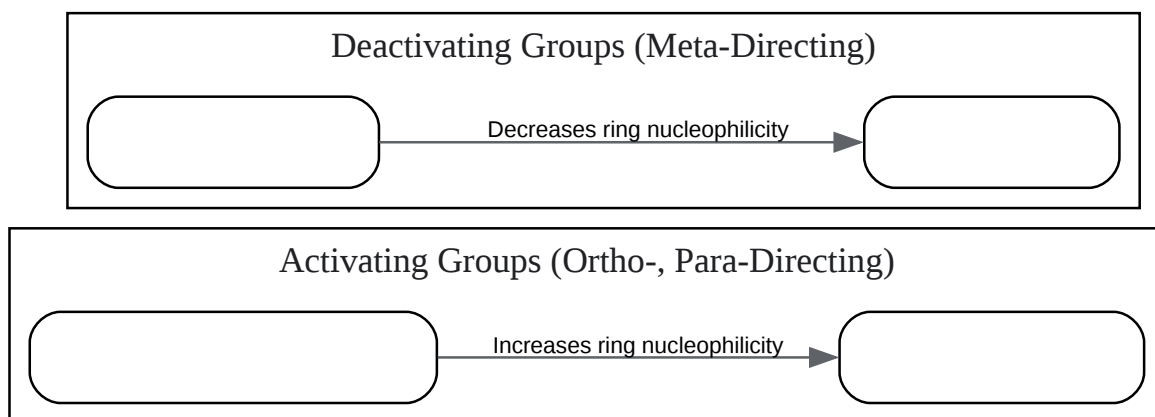 Deactivating Groups (Meta-Directing)
Decreases ring nucleophilicity
Activating Groups (Ortho-, Para-Directing)
Increases ring nucleophilicity